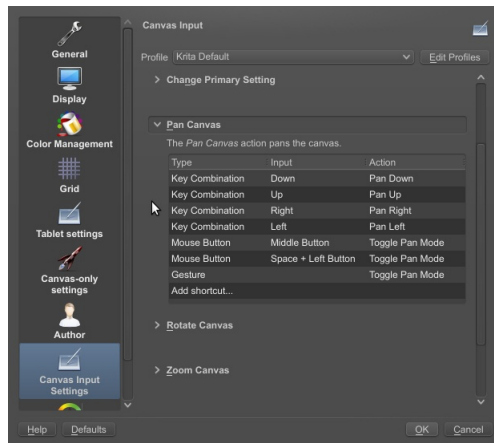 Canvas Input
General
Display
Color Management
Grid
Tablet settings
Canvas-only
settings
Author
Canvas Input
Settings
Profile Krita Default Edit Profiles
Change Primary Setting
Pan Canvas
The Pan Canvas action pans the canvas.
Type Input Action
Key Combination Down Pan Down
Key Combination Up Pan Up
Key Combination Right Pan Right
Key Combination Left Pan Left
Mouse Button Middle Button Toggle Pan Mode
Mouse Button Space + Left Button Toggle Pan Mode
Gesture Toggle Pan Mode
Add shortcut...
Rotate Canvas
Zoom Canvas
Help Defaults OK Cancel